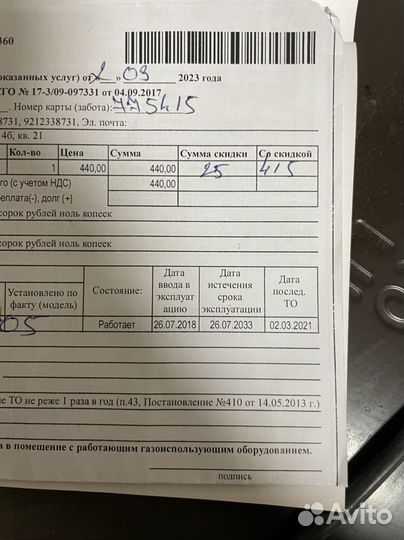 360
оказанных услуг) от 2 » 09 2023 года
ГО № 17-3/09-097331 от 04.09.2017
Номер карты (забота): 775415
8731, 9212338731, Эл. почта:
4б, кв. 21
Кол-во Цена Сумма Сумма скидки Со скидкой
1 440,00 440,00 25 415
о (с учетом НДС) 440,00
еплата(-), долг (+)
сорок рублей ноль копеек
сорок рублей ноль копеек
Установлено по факту (модель) Состояние: Дата ввода в эксплуатацию Дата истечения срока эксплуатации Дата послед. ТО
05 Работает 26.07.2018 26.07.2033 02.03.2021
е ТО не реже 1 раза в год (п.43, Постановление №410 от 14.05.2013 г.)
а в помещение с работающим газоиспользующим оборудованием.
подпись
Avito